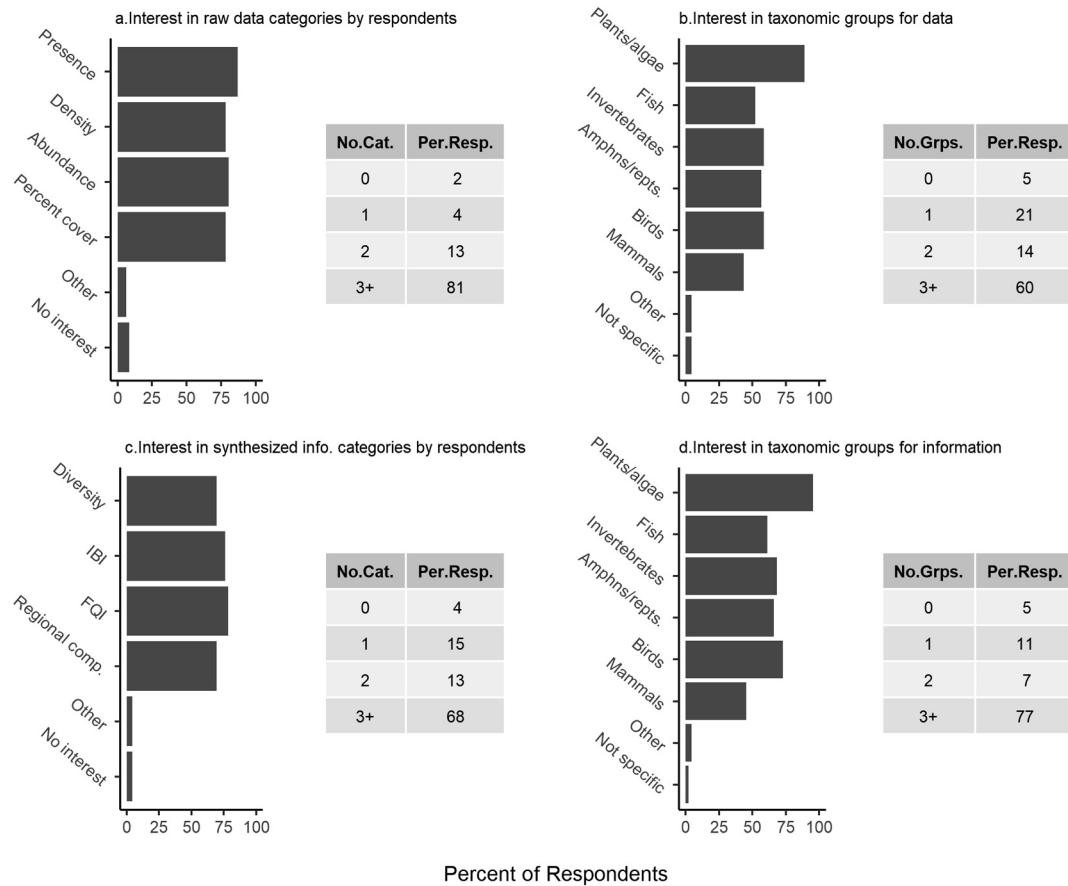 a.Interest in raw data categories by respondents
Presence
Density
Abundance
Percent cover
Other
No interest
0 25 50 75 100
No.Cat. Per.Resp.
0 2
1 4
2 13
3+ 81
b.Interest in taxonomic groups for data
Plants/algae
Fish
Invertebrates
Amphns/repts.
Birds
Mammals
Other
Not specific
0 25 50 75 100
No.Grps. Per.Resp.
0 5
1 21
2 14
3+ 60
c.Interest in synthesized info. categories by respondents
Diversity
IBI
FQI
Regional comp.
Other
No interest
0 25 50 75 100
No.Cat. Per.Resp.
0 4
1 15
2 13
3+ 68
d.Interest in taxonomic groups for information
Plants/algae
Fish
Invertebrates
Amphns/repts.
Birds
Mammals
Other
Not specific
0 25 50 75 100
No.Grps. Per.Resp.
0 5
1 11
2 7
3+ 77
Percent of Respondents